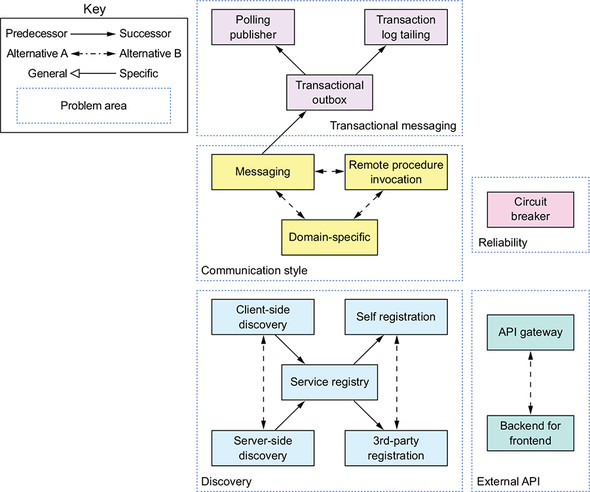 Key
Predecessor
Successor
Alternative A
Alternative B
General
Specific
Problem area
Polling
publisher
Transaction
log tailing
Transactional
outbox
Transactional messaging
Messaging
Remote procedure
invocation
Domain-specific
Communication style
Circuit
breaker
Reliability
Client-side
discovery
Self registration
Service registry
Server-side
discovery
3rd-party
registration
Discovery
API gateway
Backend for
frontend
External API